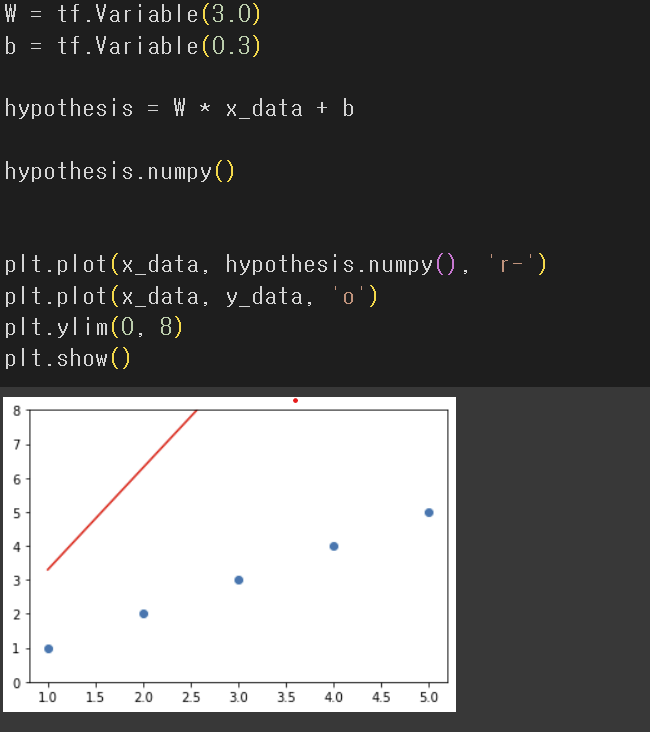 W = tf.Variable(3.0)
b = tf.Variable(0.3)
hypothesis = W * x_data + b
hypothesis.numpy()
plt.plot(x_data, hypothesis.numpy(), 'r-')
plt.plot(x_data, y_data, 'o')
plt.ylim(0, 8)
plt.show()
8
7
6
5
4
3
2
1
0
1.0 1.5 2.0 2.5 3.0 3.5 4.0 4.5 5.0